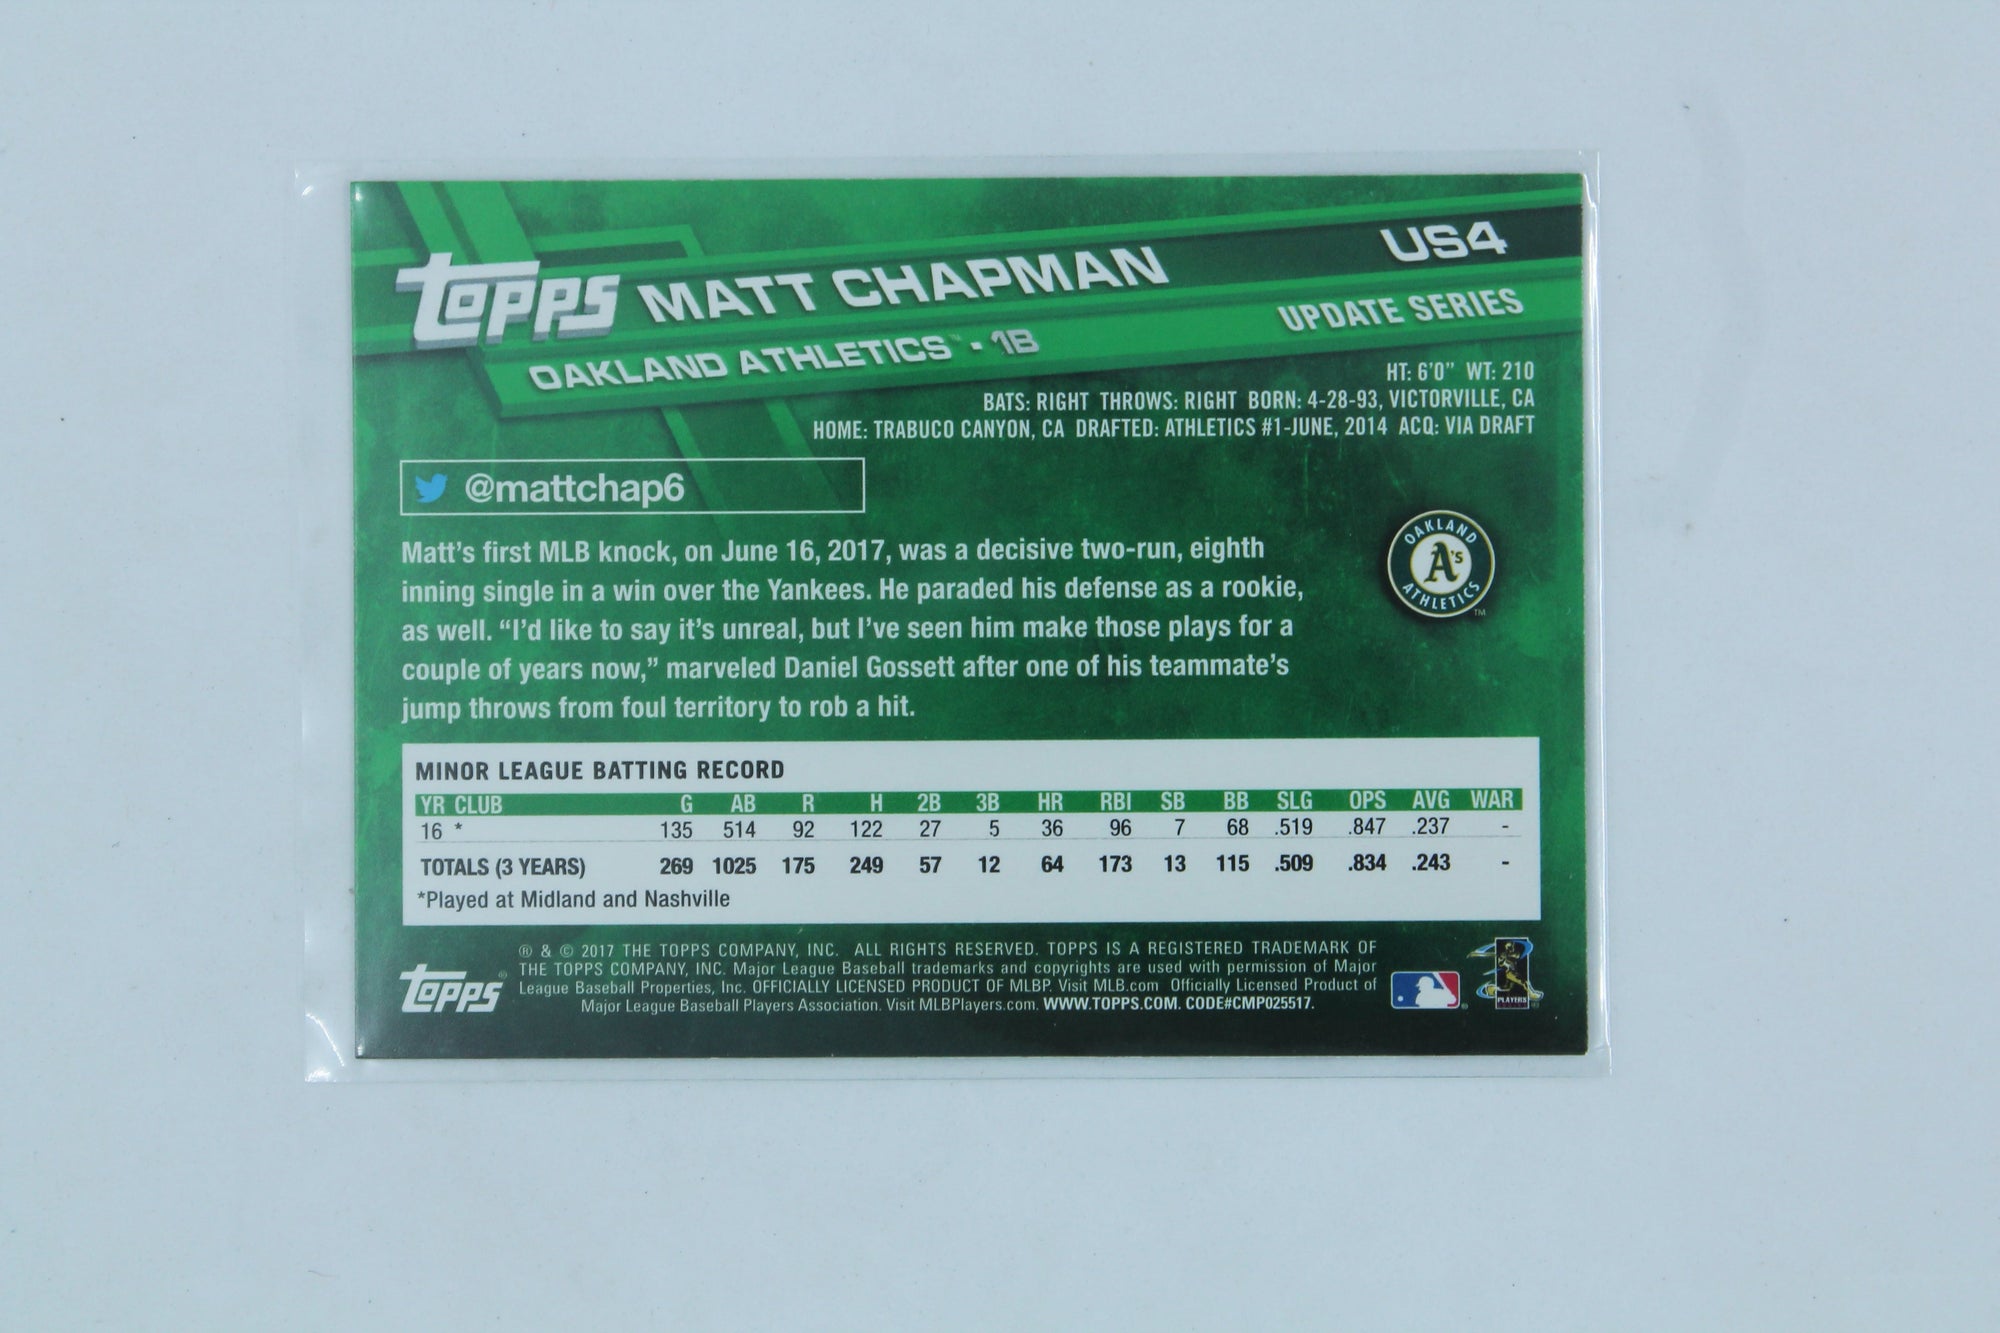 TOPPS MATT CHAPMAN US4
OAKLAND ATHLETICS™ • 1B UPDATE SERIES
HT: 6'0" WT: 210
BATS: RIGHT THROWS: RIGHT BORN: 4-28-93, VICTORVILLE, CA
HOME: TRABUCO CANYON, CA DRAFTED: ATHLETICS #1-JUNE, 2014 ACQ: VIA DRAFT
@mattchap6
OAKLAND
A's
ATHLETICS
TM
Matt's first MLB knock, on June 16, 2017, was a decisive two-run, eighth
inning single in a win over the Yankees. He paraded his defense as a rookie,
as well. “I'd like to say it's unreal, but I've seen him make those plays for a
couple of years now,” marveled Daniel Gossett after one of his teammate's
jump throws from foul territory to rob a hit.
MINOR LEAGUE BATTING RECORD
YR CLUB G AB R H 2B 3B HR RBI SB BB SLG OPS AVG WAR
16 * 135 514 92 122 27 5 36 96 7 68 .519 .847 .237 -
TOTALS (3 YEARS) 269 1025 175 249 57 12 64 173 13 115 .509 .834 .243 -
*Played at Midland and Nashville
® & © 2017 THE TOPPS COMPANY, INC. ALL RIGHTS RESERVED. TOPPS IS A REGISTERED TRADEMARK OF
THE TOPPS COMPANY, INC. Major League Baseball trademarks and copyrights are used with permission of Major
League Baseball Properties, Inc. OFFICIALLY LICENSED PRODUCT OF MLBP. Visit MLB.com Officially Licensed Product of
Major League Baseball Players Association. Visit MLBPlayers.com. WWW.TOPPS.COM. CODE#CMP025517.
TOPPS®
PLAYERS